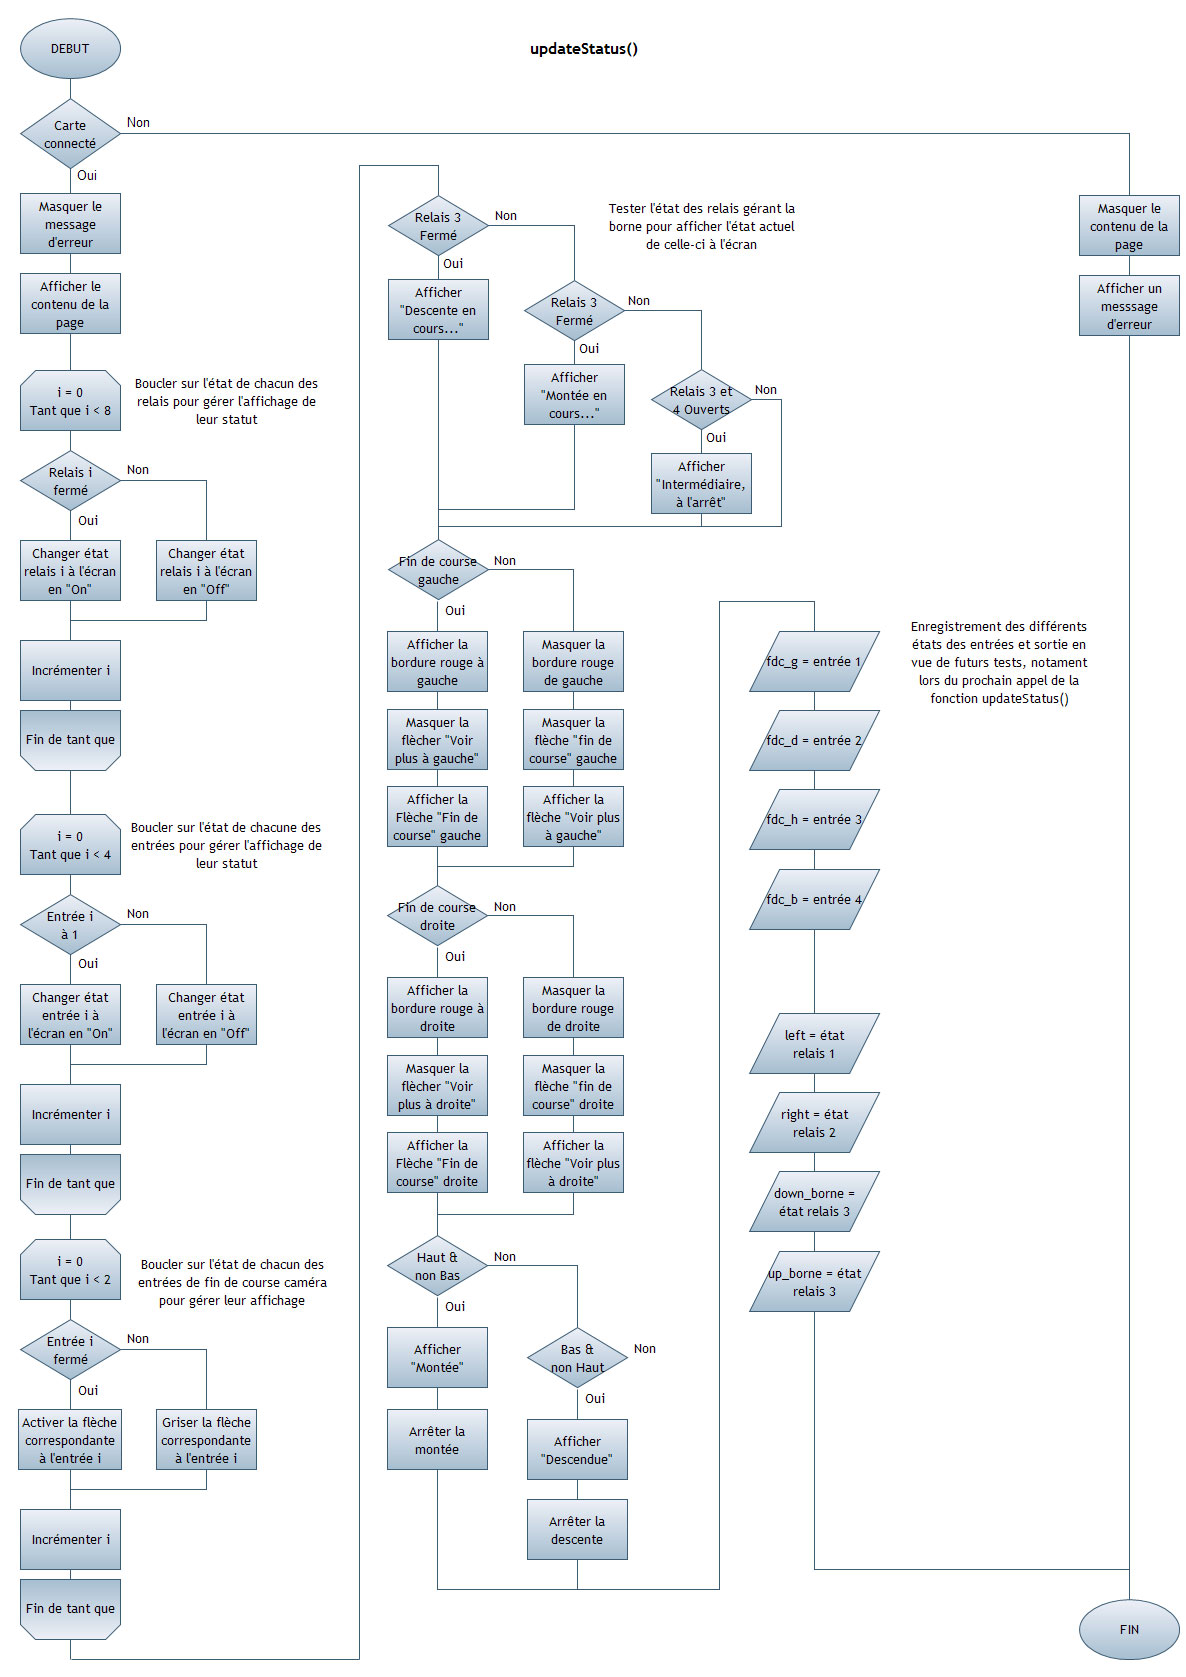 updateStatus()
DEBUT
Carte
connecté
Non
Oui
Masquer le
message
d'erreur
Afficher le
contenu de la
page
i = 0
Tant que i < 8
Boucler sur l'état de chacun des
relais pour gérer l'affichage de
leur statut
Relais i
fermé
Non
Oui
Changer état
relais i à l'écran
en "On"
Changer état
relais i à l'écran
en "Off"
Incrémenter i
Fin de tant que
i = 0
Tant que i < 4
Boucler sur l'état de chacune des
entrées pour gérer l'affichage de
leur statut
Entrée i
à 1
Non
Oui
Changer état
entrée i à
l'écran en "On"
Changer état
entrée i à
l'écran en "Off"
Incrémenter i
Fin de tant que
i = 0
Tant que i < 2
Boucler sur l'état de chacun des
entrées de fin de course caméra
pour gérer leur affichage
Entrée i
fermé
Non
Oui
Activer la flèche
correspondante
à l'entrée i
Griser la flèche
correspondante
à l'entrée i
Incrémenter i
Fin de tant que
Relais 3
Fermé
Non
Oui
Tester l'état des relais gérant la
borne pour afficher l'état actuel
de celle-ci à l'écran
Afficher
"Descente en
cours..."
Relais 3
Fermé
Non
Oui
Afficher
"Montée en
cours..."
Relais 3 et
4 Ouverts
Non
Oui
Afficher
"Intermédiaire,
à l'arrêt"
Fin de course
gauche
Non
Oui
Afficher la
bordure rouge à
gauche
Masquer la
bordure rouge
de gauche
Masquer la
flècher "Voir
plus à gauche"
Masquer la
flèche "fin de
course" gauche
Afficher la
Flèche "Fin de
course" gauche
Afficher la
flèche "Voir plus
à gauche"
Fin de course
droite
Non
Oui
Afficher la
bordure rouge à
droite
Masquer la
bordure rouge
de droite
Masquer la
flècher "Voir
plus à droite"
Masquer la
flèche "fin de
course" droite
Afficher la
Flèche "Fin de
course" droite
Afficher la
flèche "Voir plus
à droite"
Haut &
non Bas
Non
Oui
Afficher
"Montée"
Arrêter la
montée
Bas &
non Haut
Non
Oui
Afficher
"Descendue"
Arrêter la
descente
fdc_g = entrée 1
fdc_d = entrée 2
fdc_h = entrée 3
fdc_b = entrée 4
left = état
relais 1
right = état
relais 2
down_borne =
état relais 3
up_borne = état
relais 3
Enregistrement des différents
états des entrées et sortie en
vue de futurs tests, notament
lors du prochain appel de la
fonction updateStatus()
Masquer le
contenu de la
page
Afficher un
messsage
d'erreur
FIN